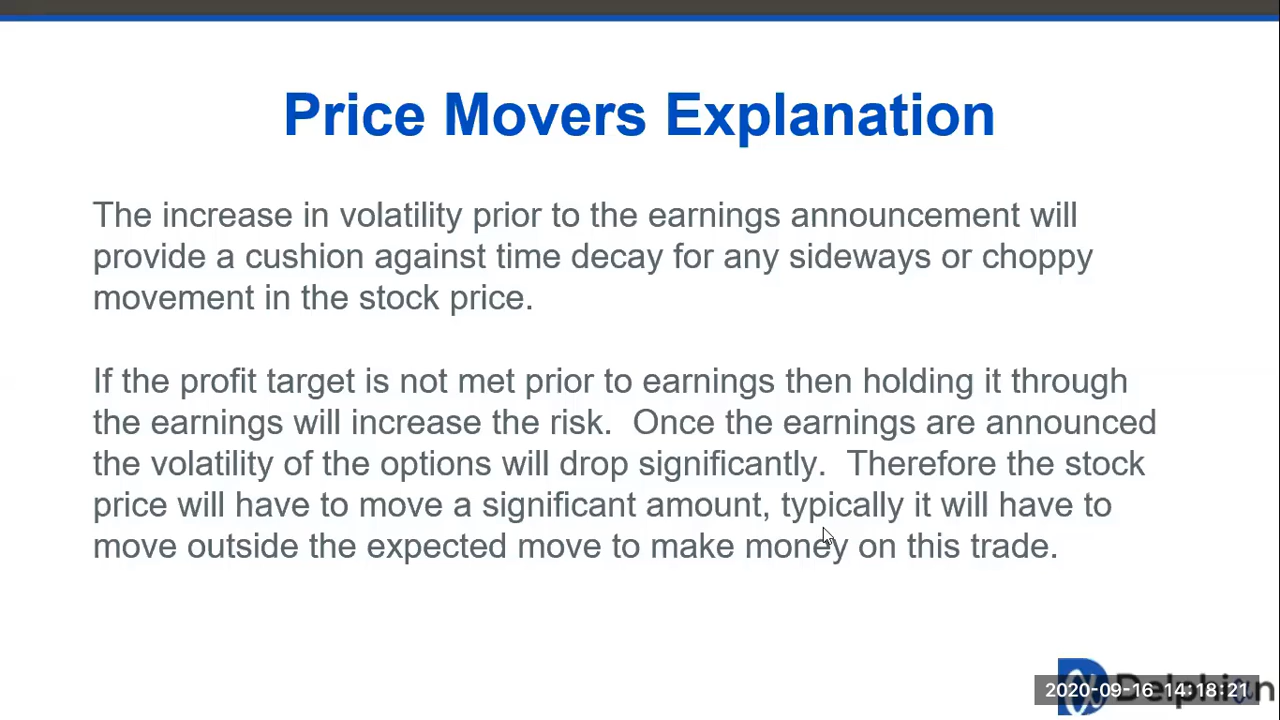 Price Movers Explanation
The increase in volatility prior to the earnings announcement will
provide a cushion against time decay for any sideways or choppy
movement in the stock price.
If the profit target is not met prior to earnings then holding it through
the earnings will increase the risk.  Once the earnings are announced
the volatility of the options will drop significantly.  Therefore the stock
price will have to move a significant amount, typically it will have to
move outside the expected move to make money on this trade.
Delphian
2020-09-16 14:18:21